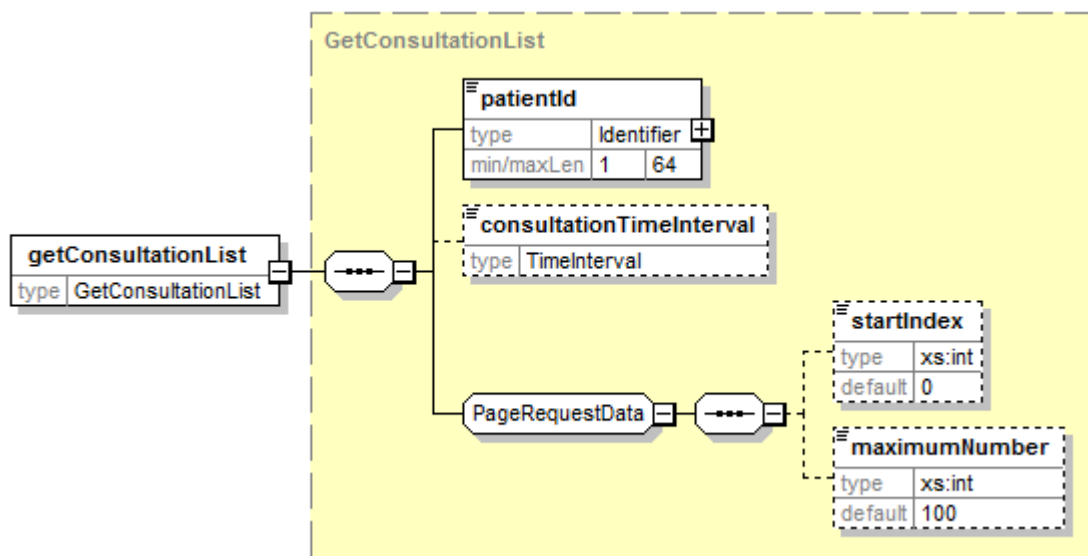 GetConsultationList
patientId
type Identifier
min/maxLen 1 64
consultationTimeInterval
type TimeInterval
getConsultationList
type GetConsultationList
startIndex
type xs:int
default 0
PageRequestData
maximumNumber
type xs:int
default 100